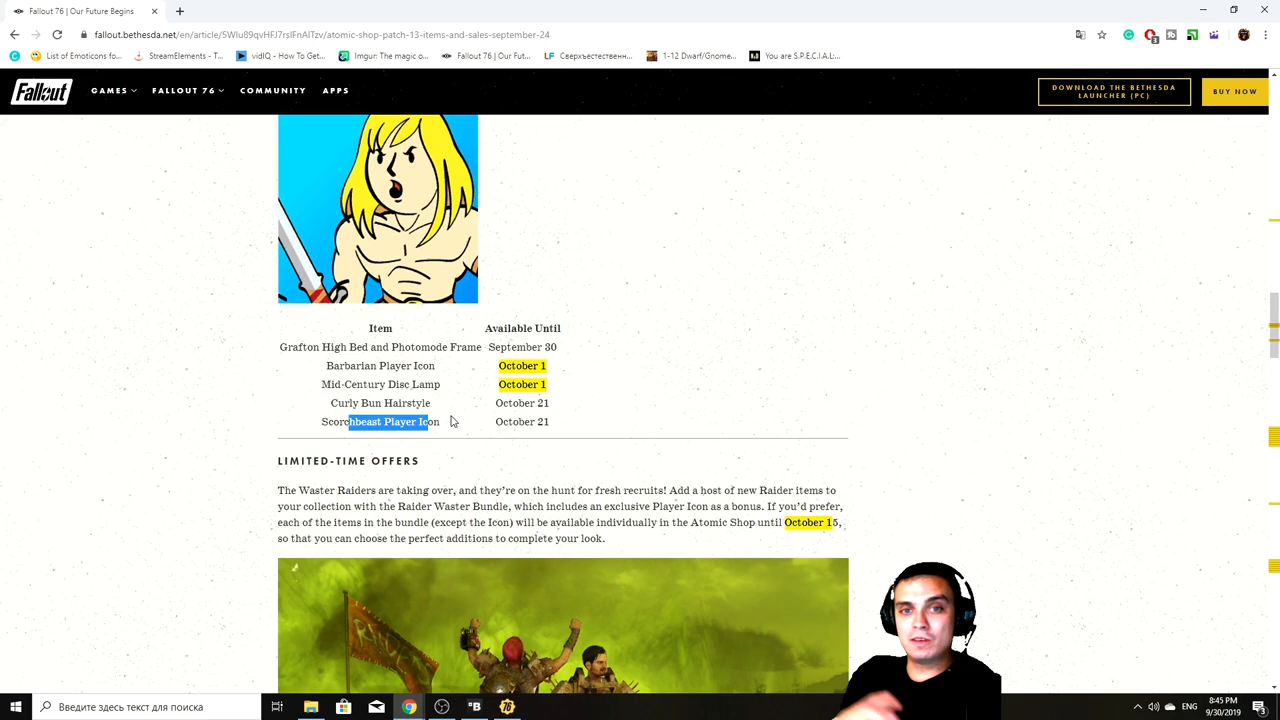 Fallout 76 | Our Future Begins
fallout.bethesda.net/en/article/5Wlu89qvHFJ7rslFnAlTzv/atomic-shop-patch-13-items-and-sales-september-24
List of Emoticons fo...
StreamElements - T...
vidIQ - How To Get...
Imgur: The magic o...
Fallout 76 | Our Fut...
Сверхъестественн...
1-12 Dwarf/Gnome...
You are S.P.E.C.I.A.L:...
Fallout
GAMES
FALLOUT 76
COMMUNITY
APPS
DOWNLOAD THE BETHESDA
LAUNCHER (PC)
BUY NOW
Item Available Until
Grafton High Bed and Photomode Frame September 30
Barbarian Player Icon October 1
Mid-Century Disc Lamp October 1
Curly Bun Hairstyle October 21
Scorchbeast Player Icon October 21
LIMITED-TIME OFFERS
The Waster Raiders are taking over, and they’re on the hunt for fresh recruits! Add a host of new Raider items to
your collection with the Raider Waster Bundle, which includes an exclusive Player Icon as a bonus. If you’d prefer,
each of the items in the bundle (except the Icon) will be available individually in the Atomic Shop until October 15,
so that you can choose the perfect additions to complete your look.
Введите здесь текст для поиска
ENG
8:45 PM
9/30/2019